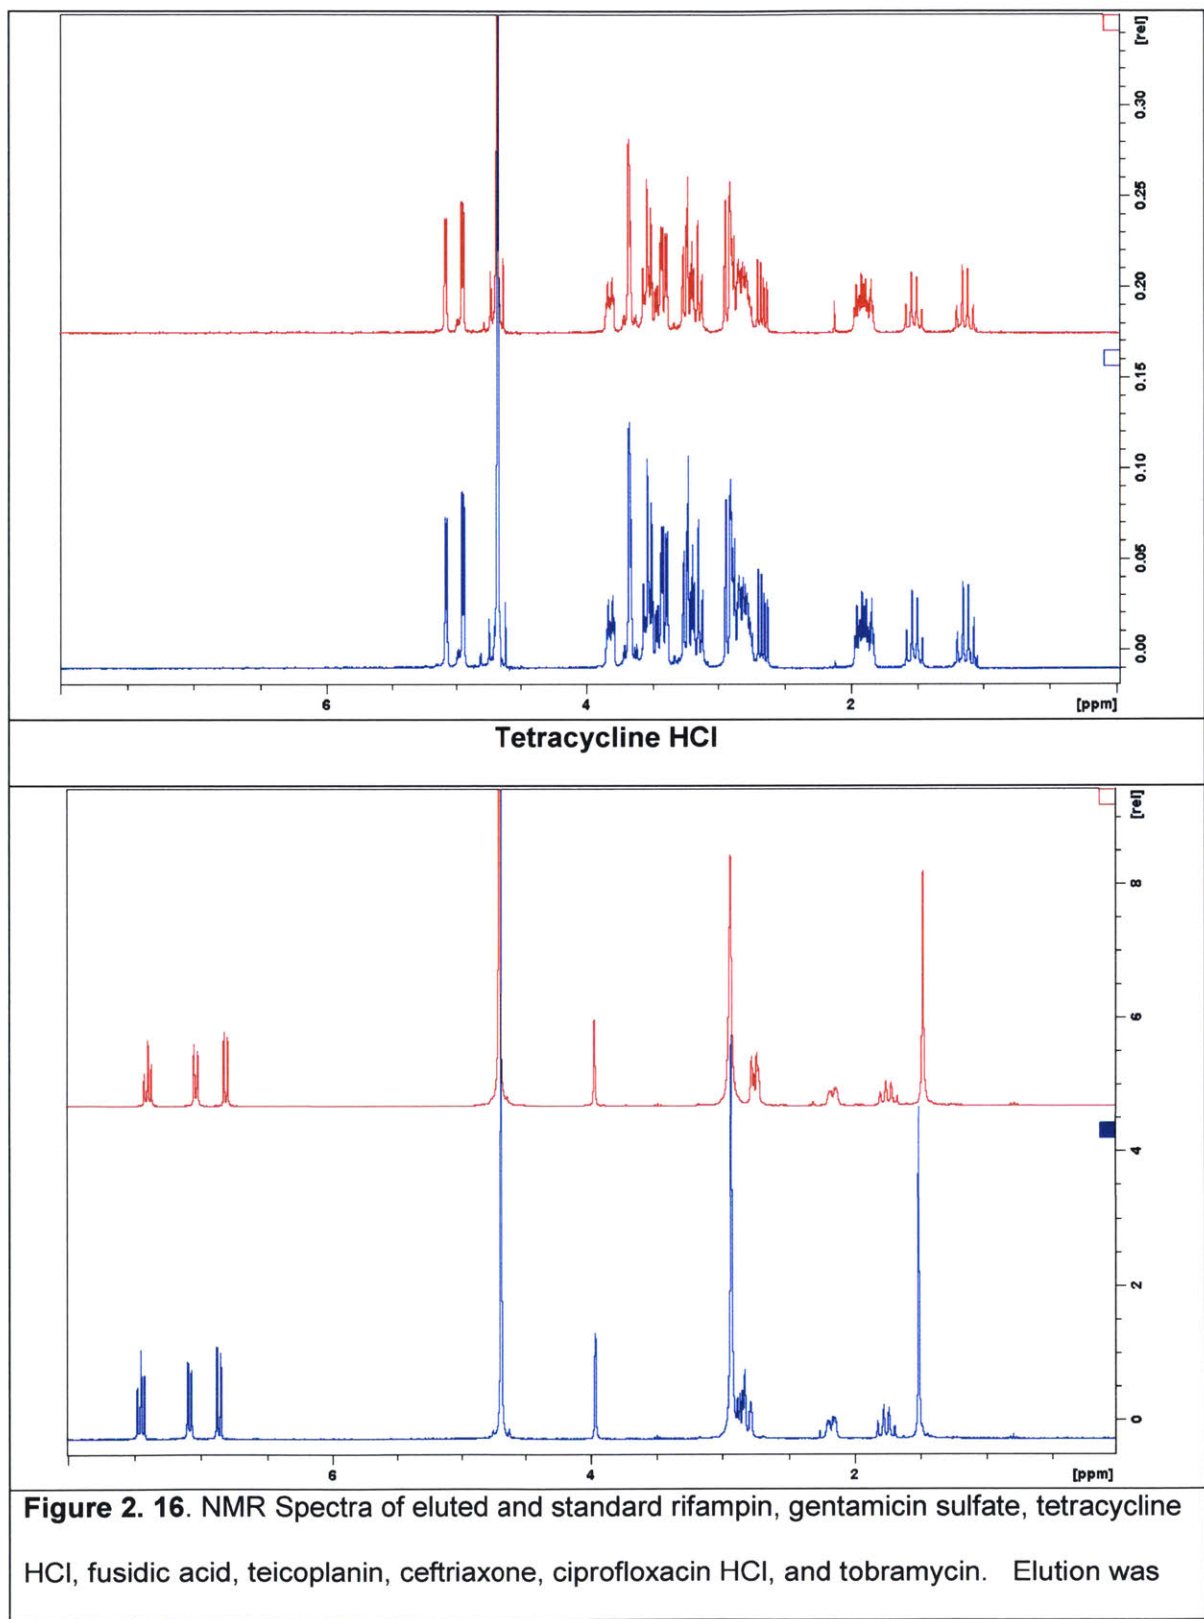 [rel]
0.30
0.25
0.20
0.15
0.10
0.05
0.00
6 4 2 [ppm]
Tetracycline HCl
[rel]
8
6
4
2
0
6 4 2 [ppm]
Figure 2. 16. NMR Spectra of eluted and standard rifampin, gentamicin sulfate, tetracycline
HCl, fusidic acid, teicoplanin, ceftriaxone, ciprofloxacin HCl, and tobramycin. Elution was